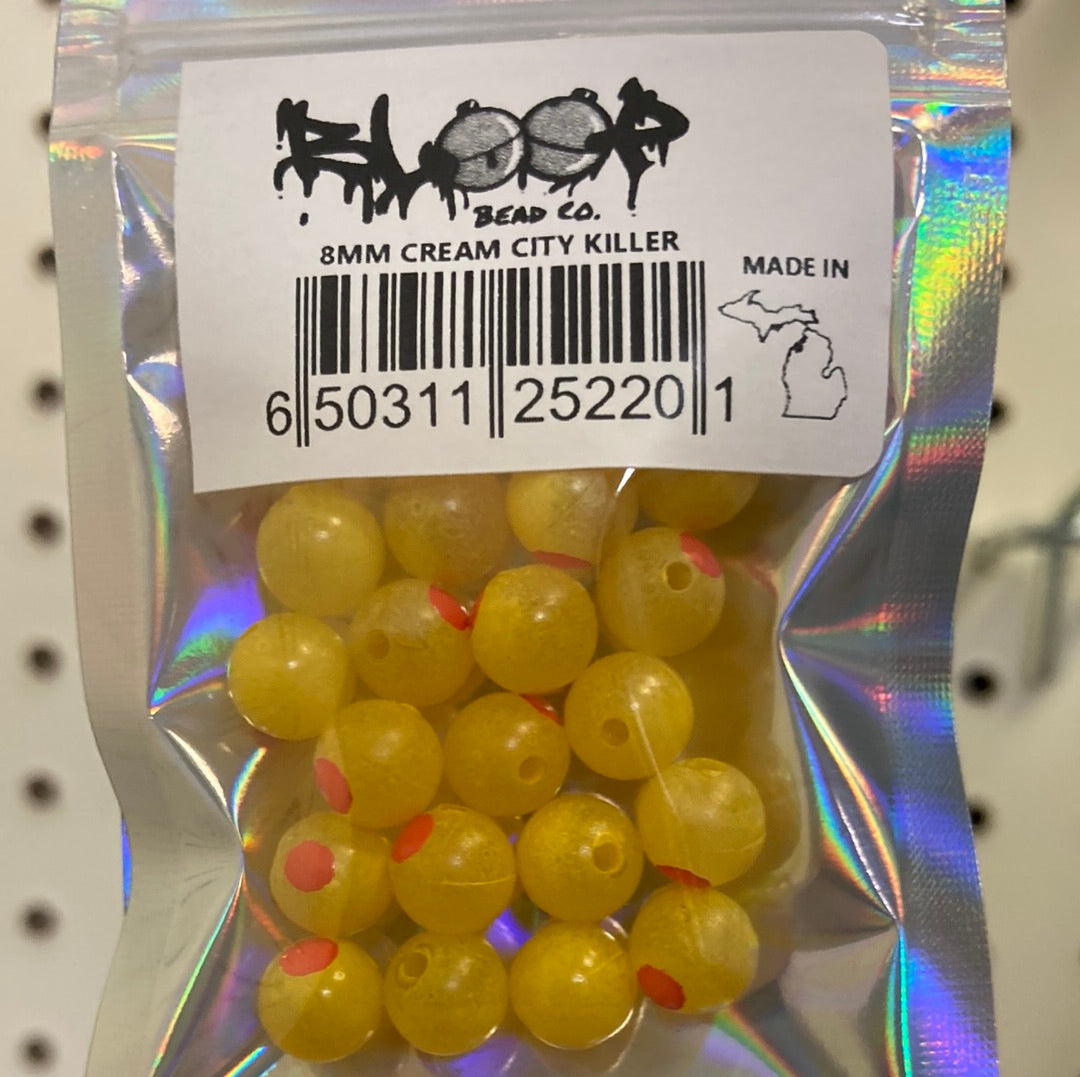 BLOOP
BEAD CO.
8MM CREAM CITY KILLER
MADE IN
6 50311 25220 1